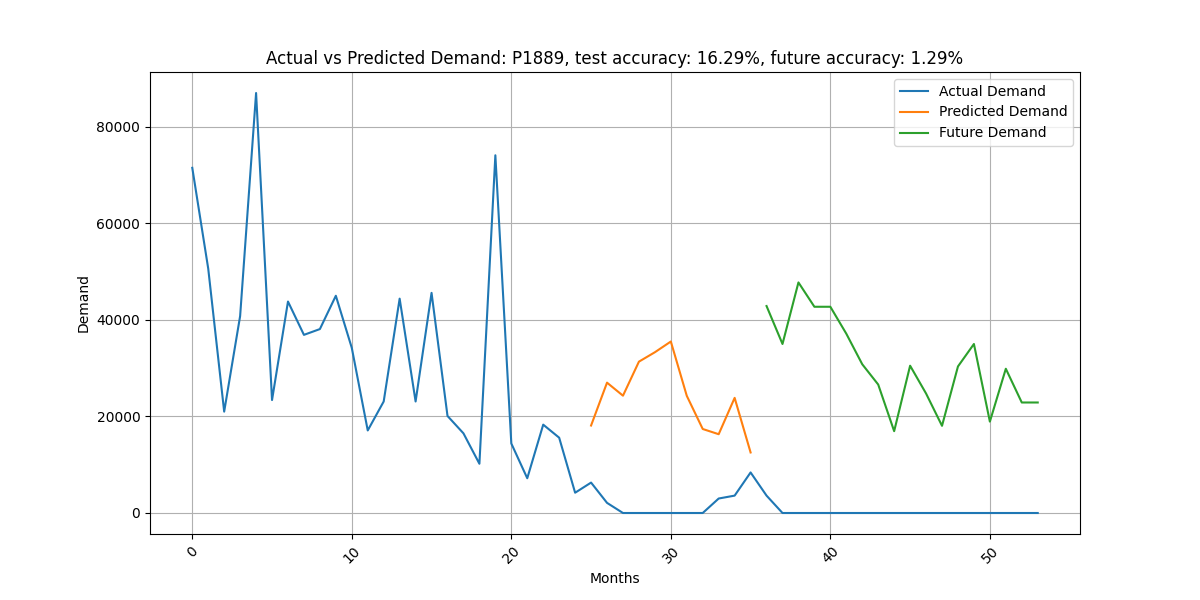 Actual vs Predicted Demand: P1889, test accuracy: 16.29%, future accuracy: 1.29%
Actual Demand
Predicted Demand
Future Demand
Demand
80000
60000
40000
20000
0
0
10
20
30
40
50
Months